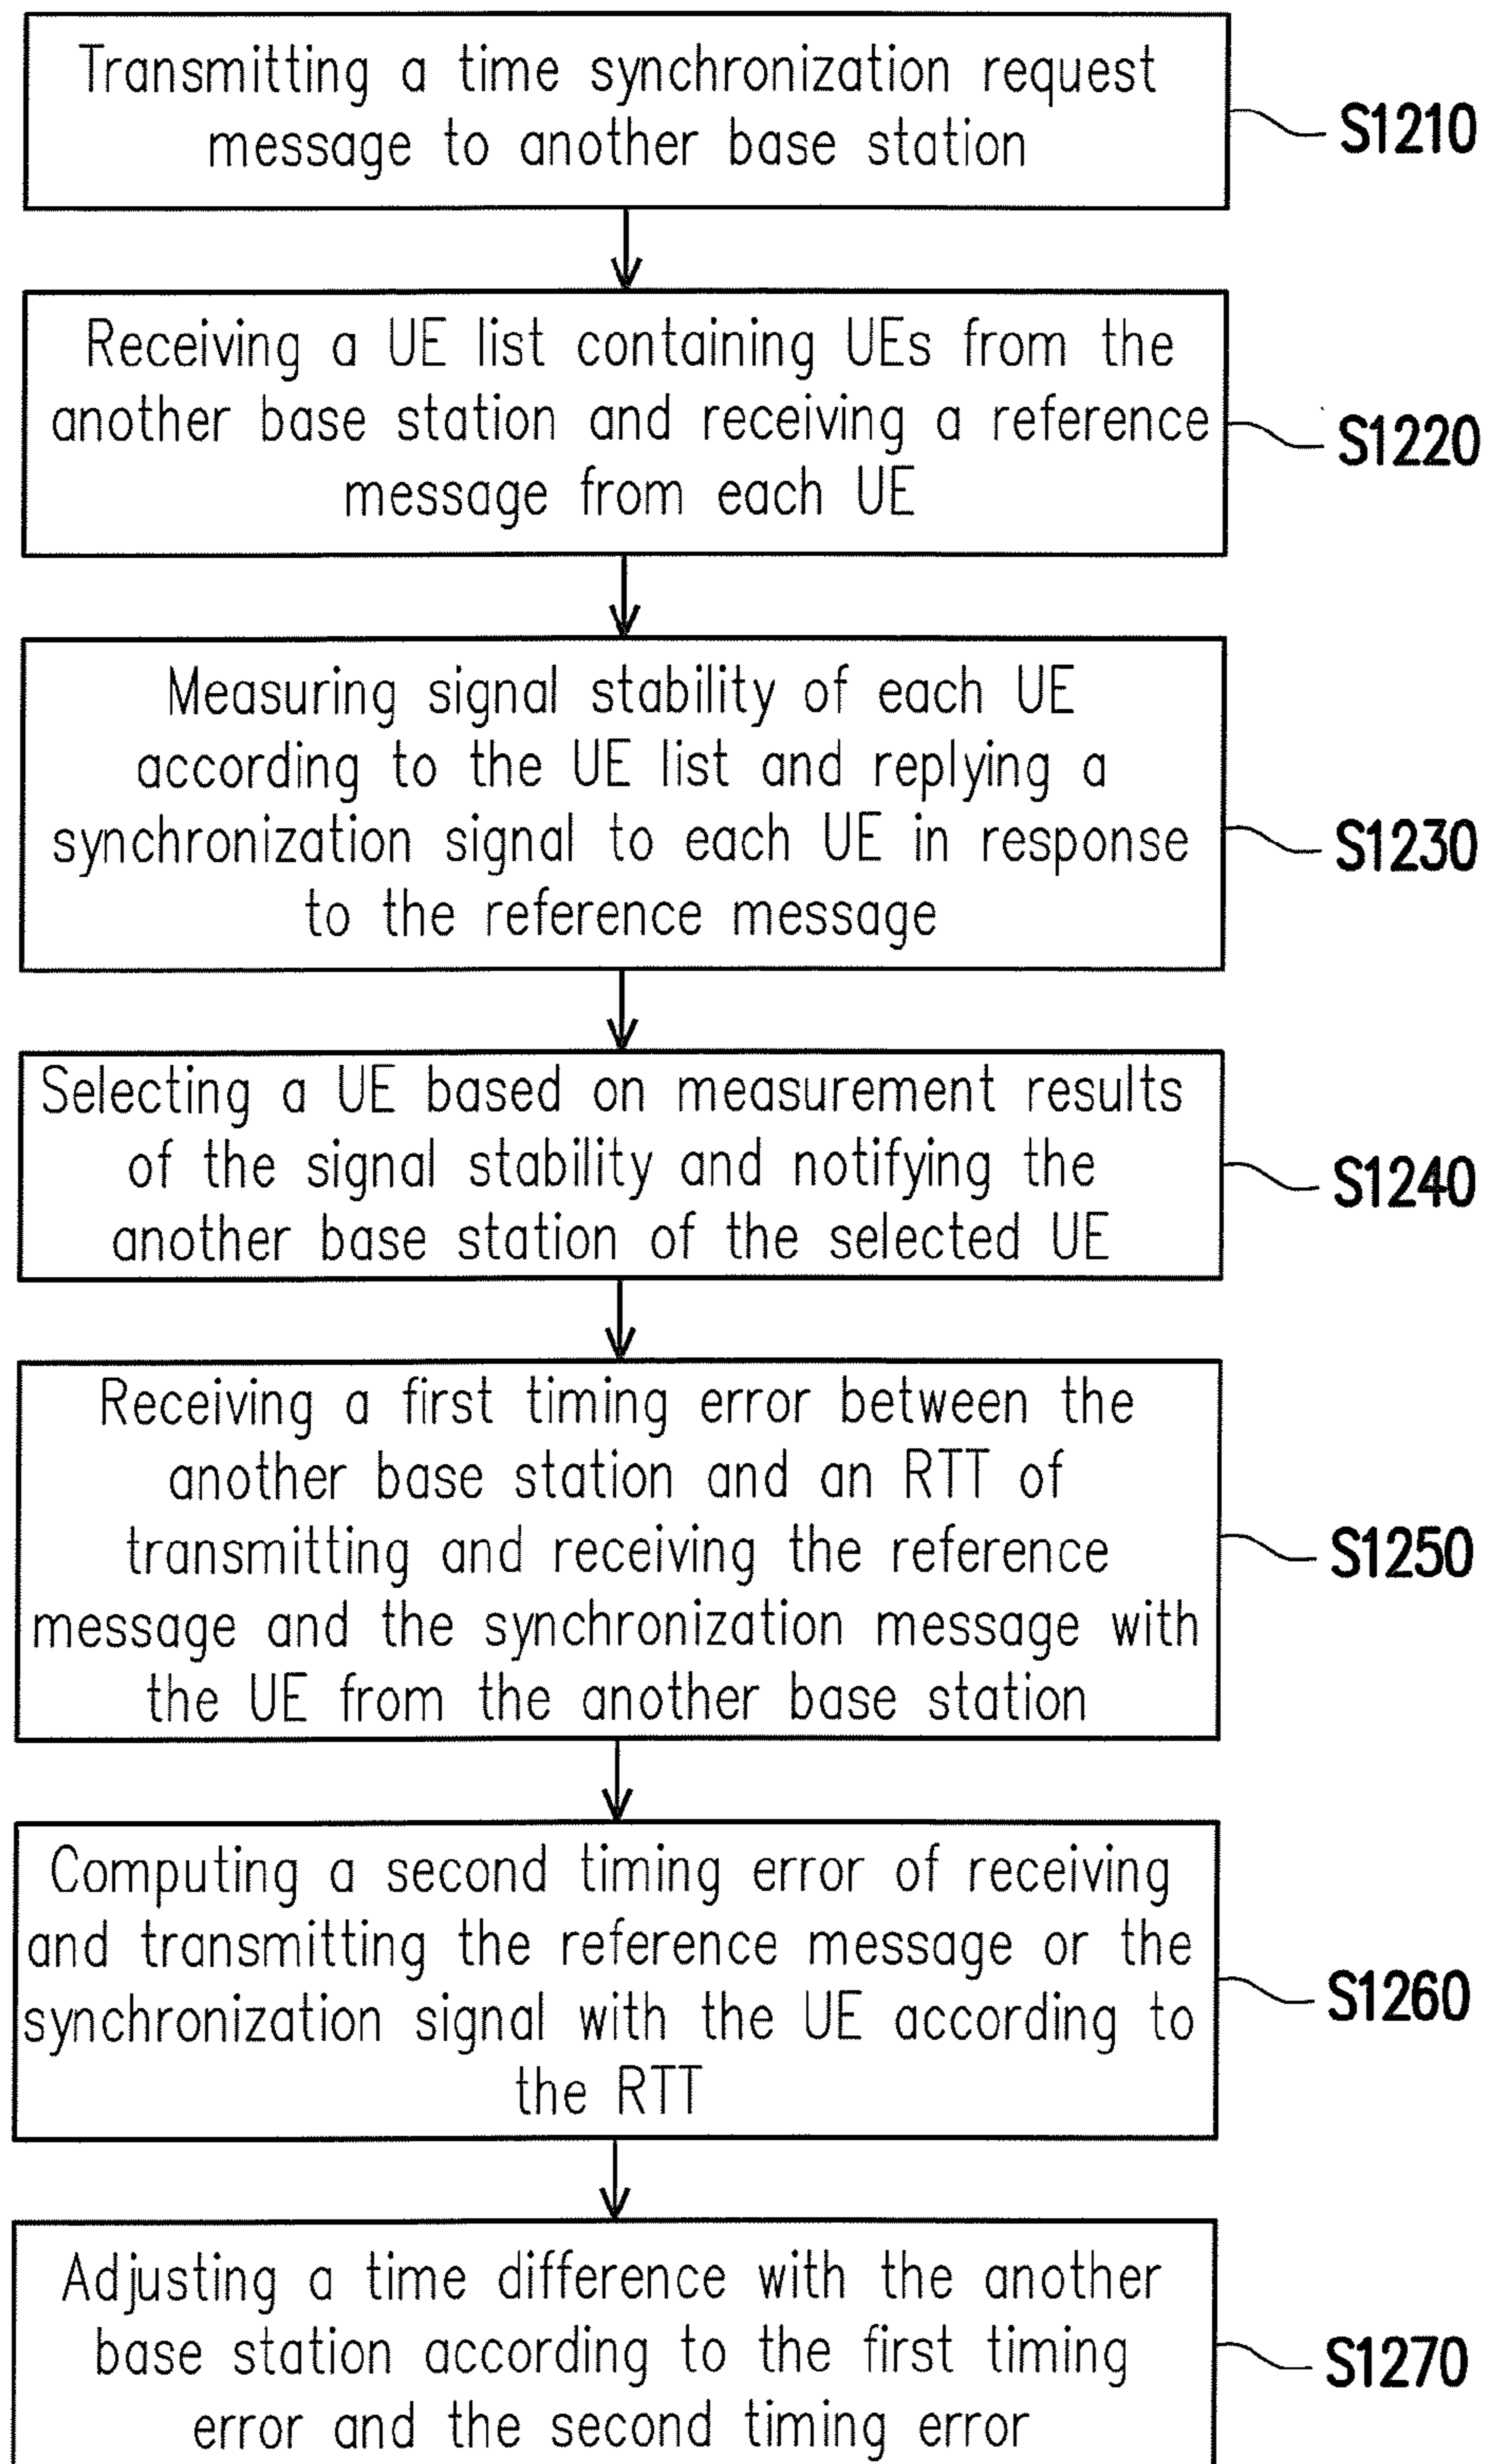 Transmitting a time synchronization request
message to another base station
S1210
Receiving a UE list containing UEs from the
another base station and receiving a reference
message from each UE
S1220
Measuring signal stability of each UE
according to the UE list and replying a
synchronization signal to each UE in response
to the reference message
S1230
Selecting a UE based on measurement results
of the signal stability and notifying the
another base station of the selected UE
S1240
Receiving a first timing error between the
another base station and an RTT of
transmitting and receiving the reference
message and the synchronization message with
the UE from the another base station
S1250
Computing a second timing error of receiving
and transmitting the reference message or the
synchronization signal with the UE according to
the RTT
S1260
Adjusting a time difference with the another
base station according to the first timing
error and the second timing error
S1270